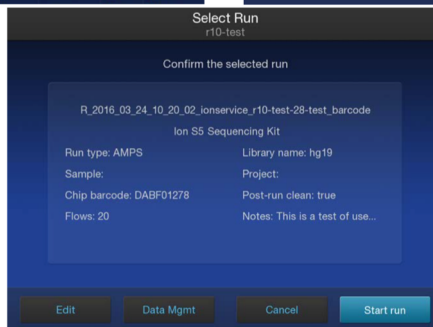 Select Run
r10-test
Confirm the selected run
R_2016_03_24_10_20_02_ionservice_r10-test-28-test_barcode
Ion S5 Sequencing Kit
Run type: AMPS
Library name: hg19
Sample:
Project:
Chip barcode: DABF01278
Post-run clean: true
Flows: 20
Notes: This is a test of use...
Edit
Data Mgmt
Cancel
Start run